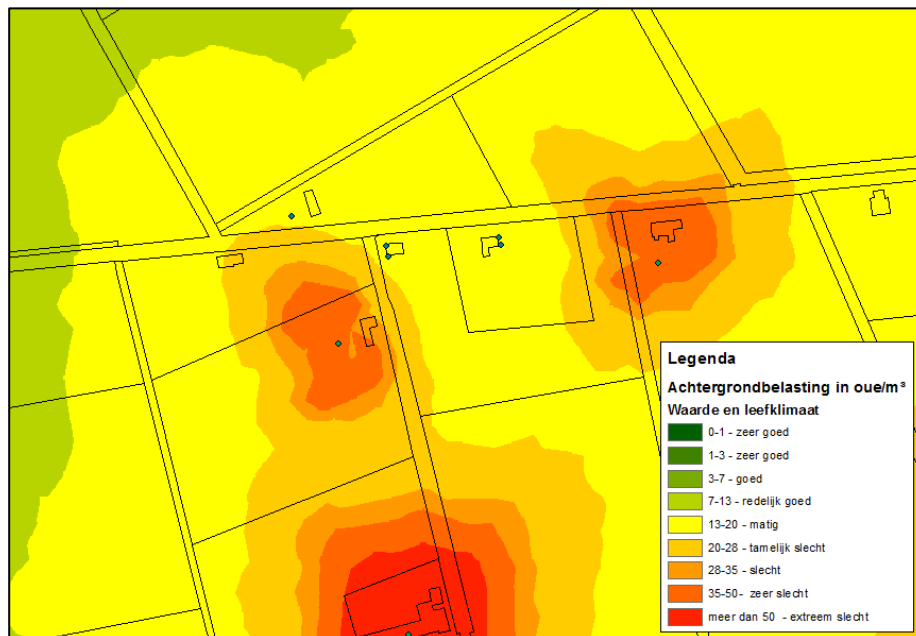 Legenda
Achtergrondbelasting in oue/m³
Waarde en leefklimaat
0-1 - zeer goed
1-3 - zeer goed
3-7 - goed
7-13 - redelijk goed
13-20 - matig
20-28 - tamelijk slecht
28-35 - slecht
35-50- zeer slecht
meer dan 50 - extreem slecht